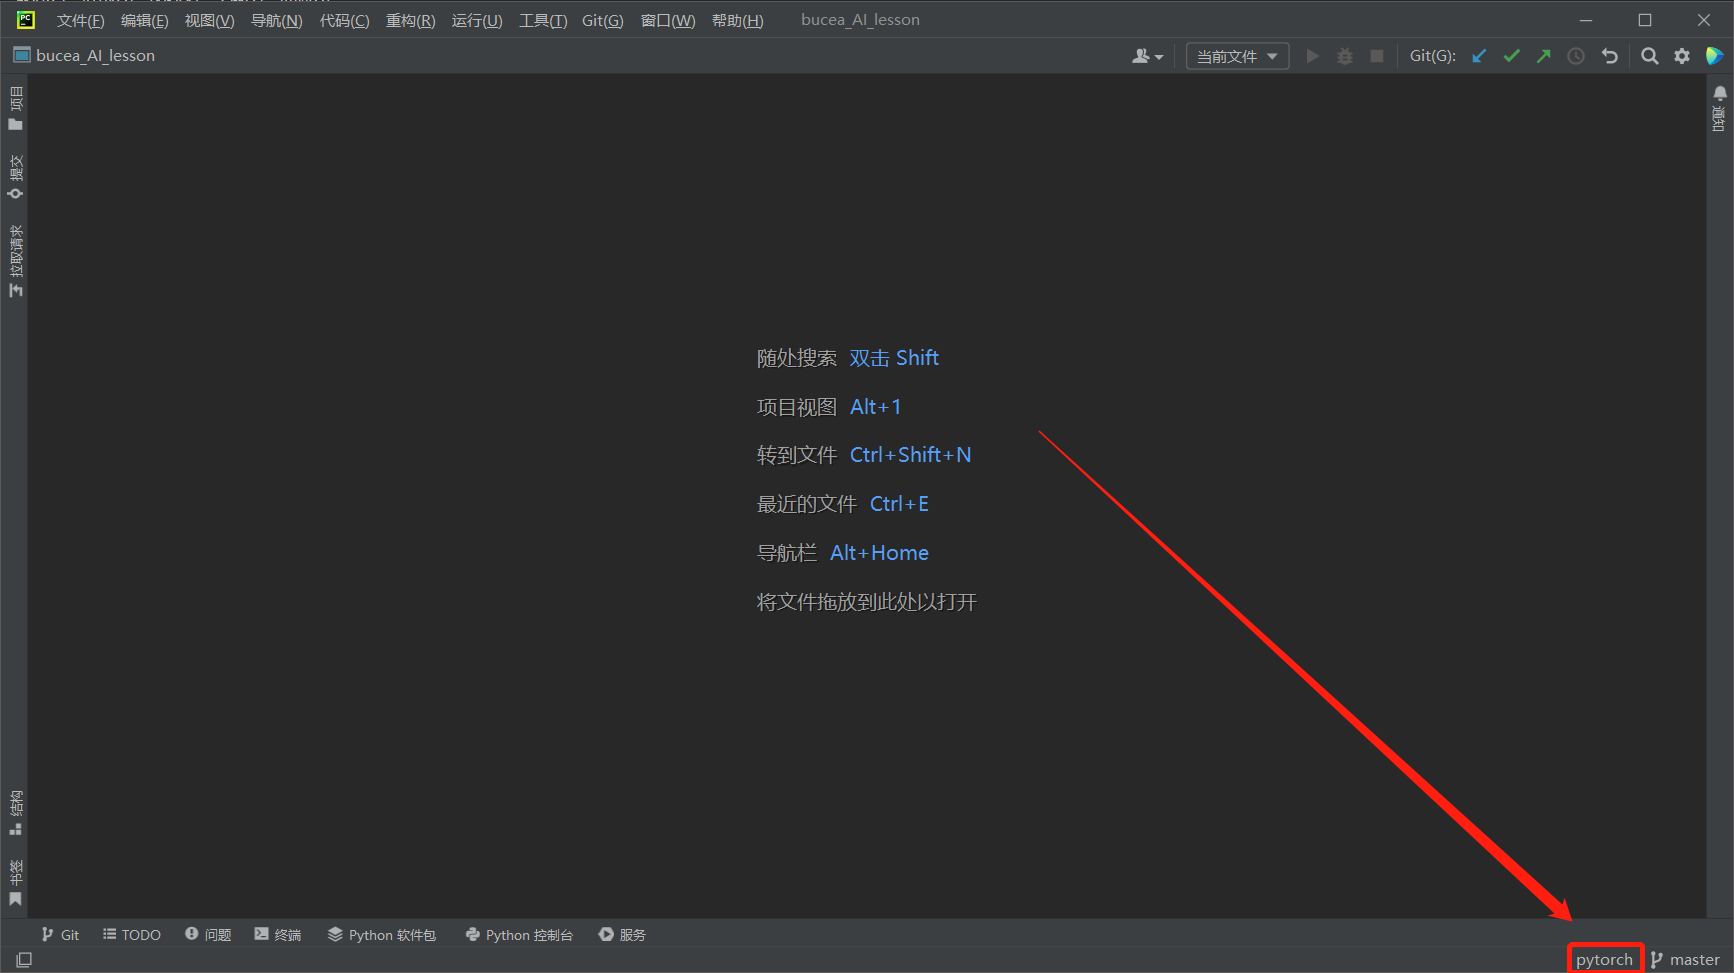 文件(F) 编辑(E) 视图(V) 导航(N) 代码(C) 重构(R) 运行(U) 工具(T) Git(G) 窗口(W) 帮助(H) bucea_AI_lesson
bucea_AI_lesson 当前文件 Git(G):
项目
提交
拉取请求
通知
随处搜索 双击 Shift
项目视图 Alt+1
转到文件 Ctrl+Shift+N
最近的文件 Ctrl+E
导航栏 Alt+Home
将文件拖放到此处以打开
结构
书签
Git TODO 问题 终端 Python 软件包 Python 控制台 服务
pytorch master